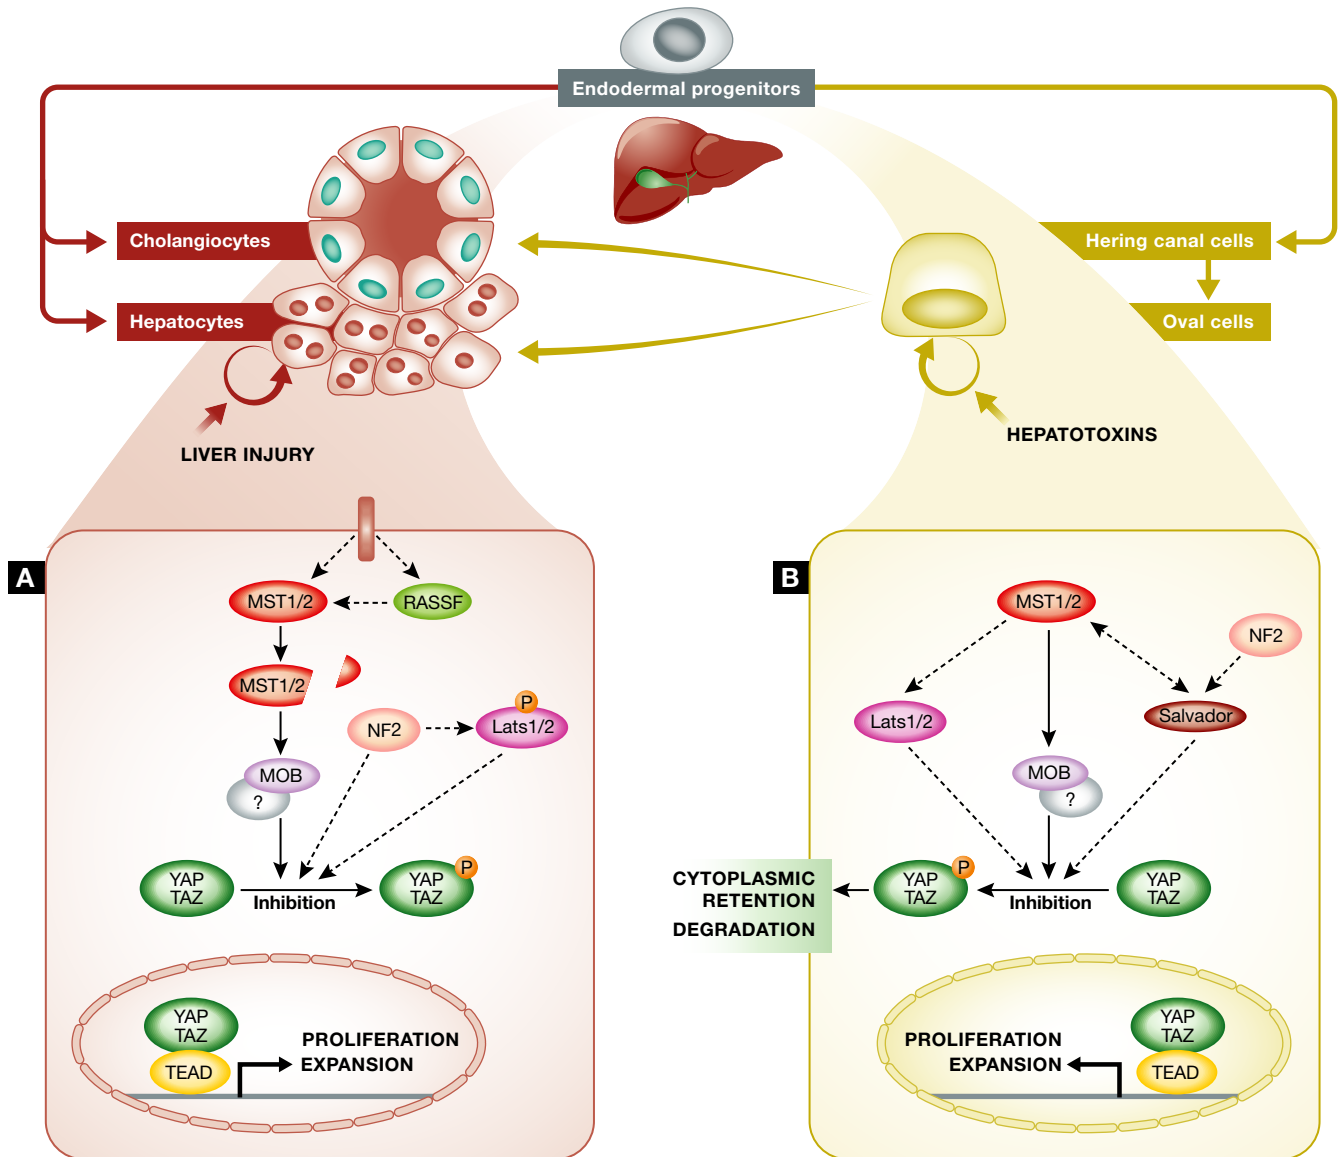 Endodermal progenitors
Cholangiocytes
Hering canal cells
Hepatocytes
Oval cells
LIVER INJURY
HEPATOTOXINS
A
MST1/2
RASSF
MST1/2
P
NF2
Lats1/2
MOB
?
YAP
TAZ
Inhibition
P
YAP
TAZ
YAP
TAZ
TEAD
PROLIFERATION
EXPANSION
B
MST1/2
NF2
Lats1/2
Salvador
MOB
?
CYTOPLASMIC
RETENTION
DEGRADATION
P
YAP
TAZ
Inhibition
YAP
TAZ
PROLIFERATION
EXPANSION
YAP
TAZ
TEAD